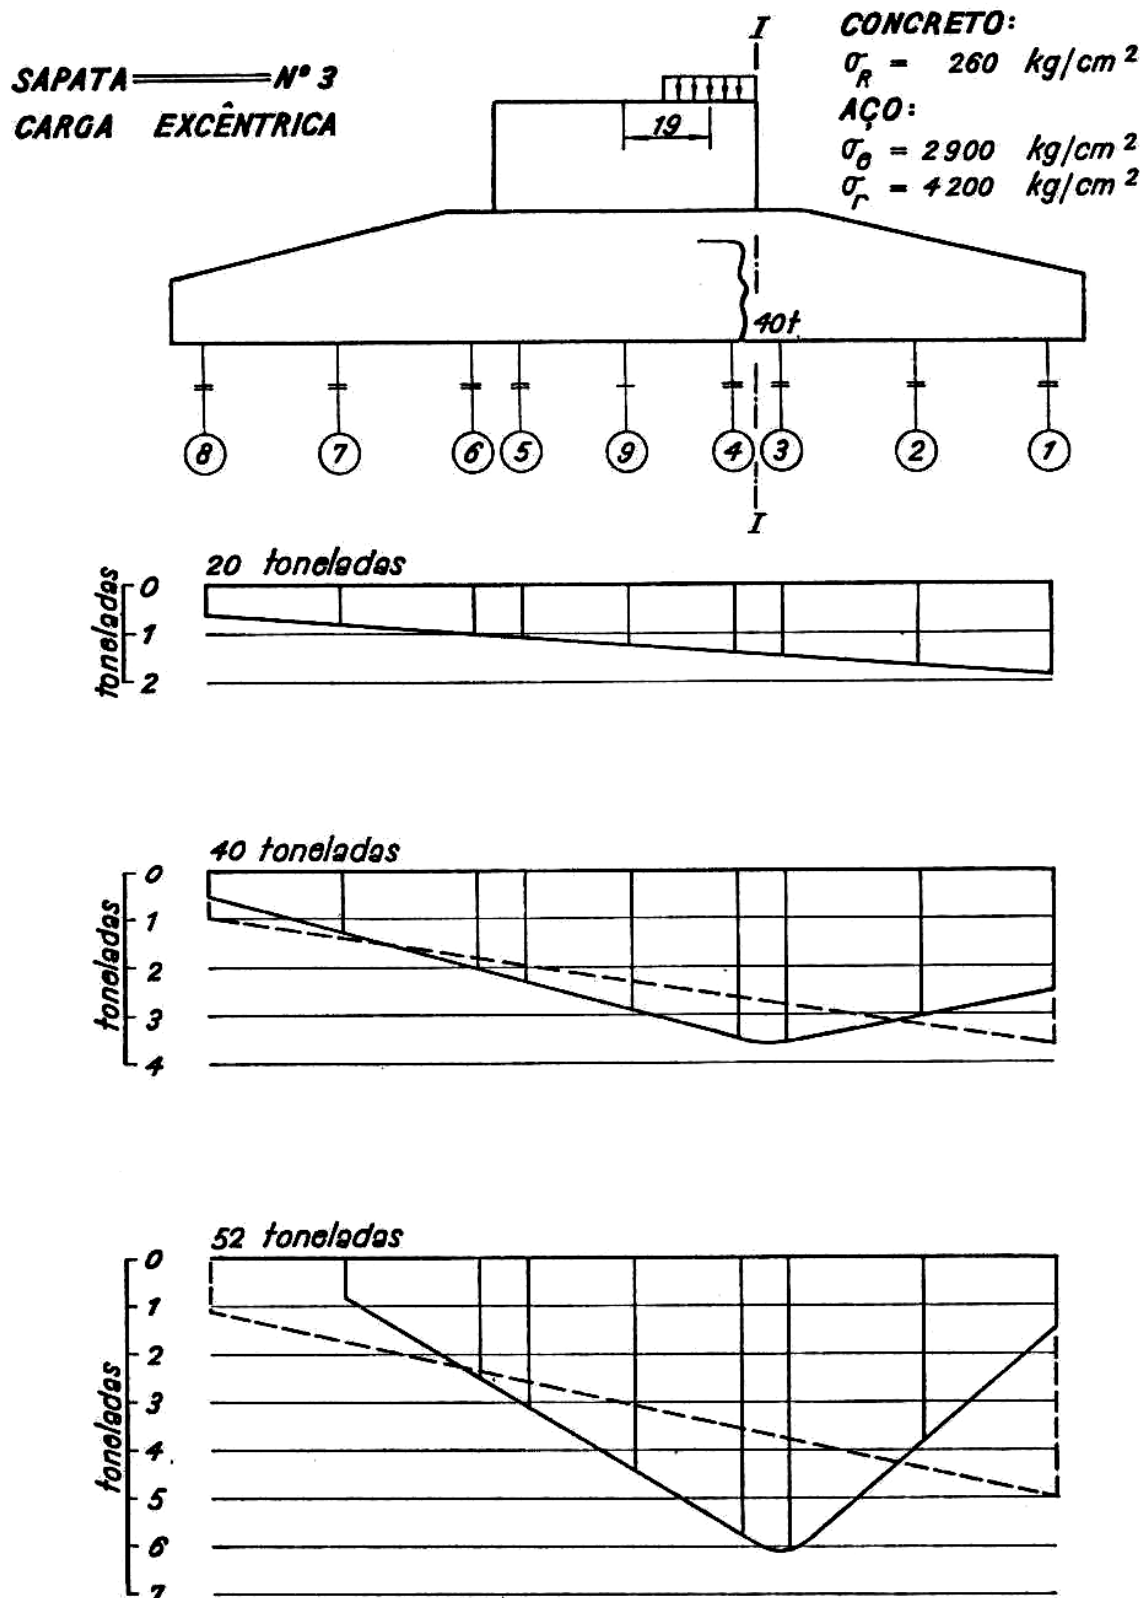 SAPATA Nº 3
CARGA EXCÊNTRICA
I
CONCRETO:
σR = 260 kg/cm²
AÇO:
σe = 2900 kg/cm²
σr = 4200 kg/cm²
19
40t
8 7 6 5 9 4 3 2 1
I
20 toneladas
toneladas
0
1
2
40 toneladas
toneladas
0
1
2
3
4
52 toneladas
toneladas
0
1
2
3
4
5
6
7